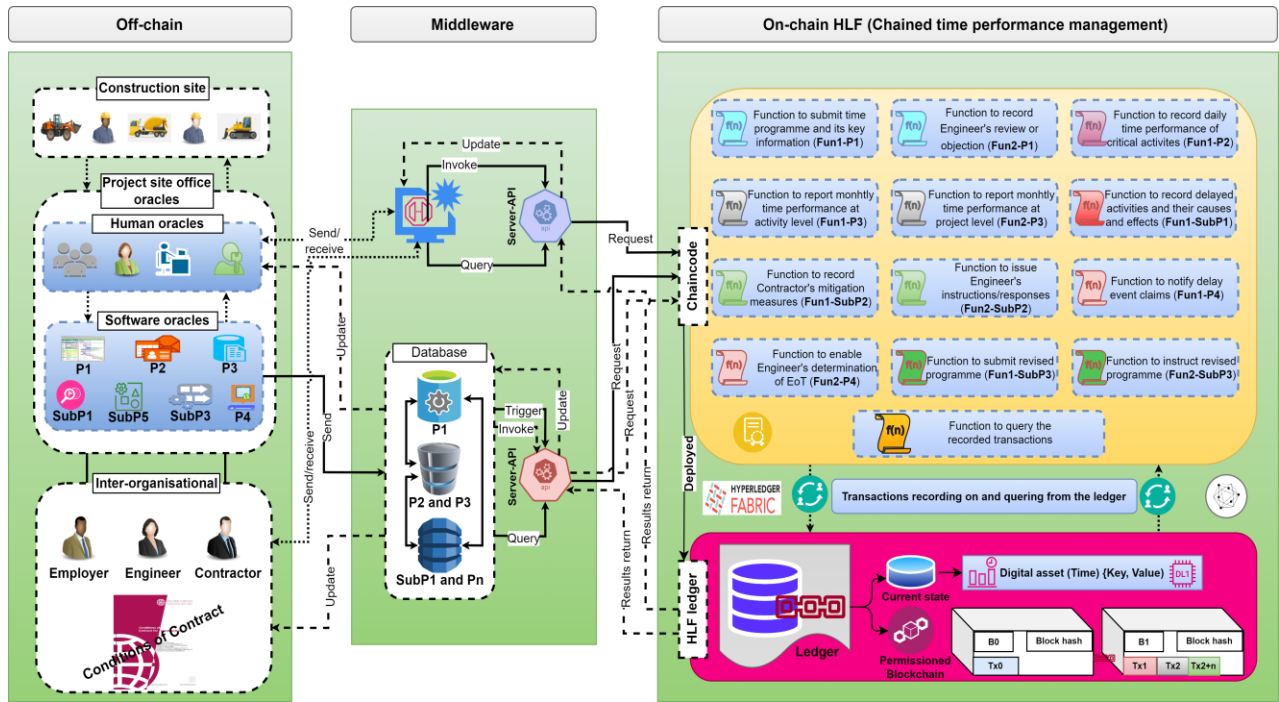 Off-chain
Middleware
On-chain HLF (Chained time performance management)
Construction site
Project site office
oracles
Human oracles
Software oracles
P1
P2
P3
SubP1
SubP5
SubP3
P4
Inter-organisational
Employer
Engineer
Contractor
Conditions of Contract
Send/
receive
Update
Send
Send/receive
Update
Update
Invoke
Query
Server-API
api
Request
Database
P1
P2 and P3
SubP1 and Pn
Trigger
Invoke
Query
Update
Server-API
api
Request
Request
Results return
Results return
Chaincode
Deployed
HLF ledger
f(n)
Function to submit time
programme and its key
information (Fun1-P1)
f(n)
Function to record
Engineer's review or
objection (Fun2-P1)
f(n)
Function to record daily
time performance of
critical activites (Fun1-P2)
f(n)
Function to report monhtly
time performance at
activity level (Fun1-P3)
f(n)
Function to report monhtly
time performance at
project level (Fun2-P3)
f(n)
Function to record delayed
activities and their causes
and effects (Fun1-SubP1)
f(n)
Function to record
Contractor's mitigation
measures (Fun1-SubP2)
f(n)
Function to issue
Engineer's
instructions/responses
(Fun2-SubP2)
f(n)
Function to notify delay
event claims (Fun1-P4)
f(n)
Function to enable
Engineer's determination
of EoT (Fun2-P4)
f(n)
Function to submit revised
programme (Fun1-SubP3)
f(n)
Function to instruct revised
programme (Fun2-SubP3)
f(n)
Function to query the
recorded transactions
HYPERLEDGER
FABRIC
Transactions recording on and quering from the ledger
Ledger
Current state
Digital asset (Time) {Key, Value)
DLT
Permissioned
Blockchain
B0
Block hash
Tx0
B1
Block hash
Tx1
Tx2
Tx2+n